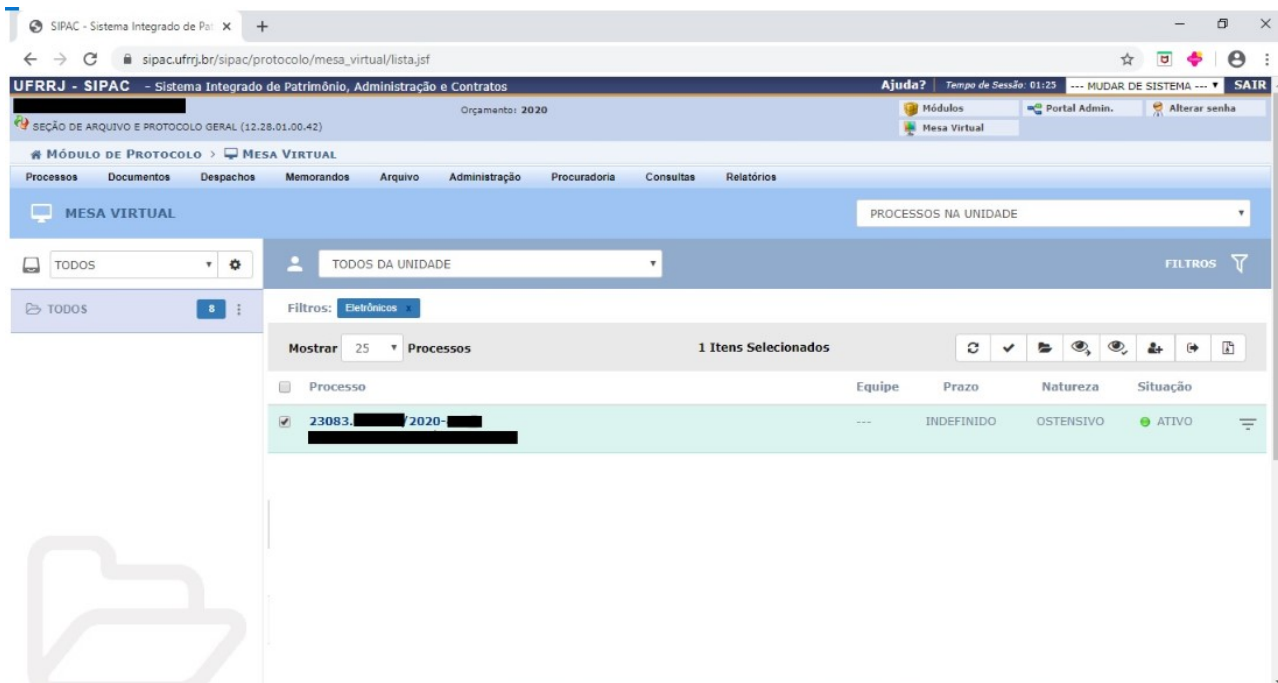 SIPAC - Sistema Integrado de Pat
sipac.ufrrj.br/sipac/protocolo/mesa_virtual/lista.jsf
UFRRJ - SIPAC - Sistema Integrado de Patrimônio, Administração e Contratos Ajuda? Tempo de Sessão: 01:25 --- MUDAR DE SISTEMA --- SAIR
Orçamento: 2020 Módulos Portal Admin. Alterar senha
SEÇÃO DE ARQUIVO E PROTOCOLO GERAL (12.28.01.00.42) Mesa Virtual
MÓDULO DE PROTOCOLO > MESA VIRTUAL
Processos Documentos Despachos Memorandos Arquivo Administração Procuradoria Consultas Relatórios
MESA VIRTUAL PROCESSOS NA UNIDADE
TODOS TODOS DA UNIDADE FILTROS
TODOS 8 Filtros: Eletrônicos x
Mostrar 25 Processos 1 Itens Selecionados
Processo Equipe Prazo Natureza Situação
23083. /2020- --- INDEFINIDO OSTENSIVO ATIVO